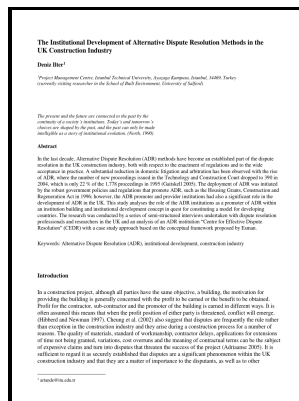 The Institutional Development of Alternative Dispute Resolution Methods in the
UK Construction Industry
Deniz Ilter¹
¹Project Management Centre, Istanbul Technical University, Ayazaga Kampusu, Istanbul, 34469, Turkey
(currently visiting researcher in the School of Built Environment, University of Salford)
The present and the future are connected to the past by the
continuity of a society's institutions. Today's and tomorrow's
choices are shaped by the past, and the past can only be made
intelligible as a story of institutional evolution. (North, 1990)
Abstract
In the last decade, Alternative Dispute Resolution (ADR) methods have become an established part of the dispute
resolution in the UK construction industry, both with respect to the enactment of regulations and to the wide
acceptance in practice. A substantial reduction in domestic litigation and arbitration has been observed with the rise
of ADR, where the number of new proceedings issued in the Technology and Construction Court dropped to 390 in
2004, which is only 22 % of the 1,778 proceedings in 1995 (Gaitskell 2005). The deployment of ADR was initiated
by the robust government policies and regulations that promote ADR, such as the Housing Grants, Construction and
Regeneration Act in 1996; however, the ADR promote and provider institutions had also a significant role in the
development of ADR in the UK. This study analyses the role of the ADR institutions as a promoter of ADR within
an institution building and institutional development concept in quest for constituting a model for developing
countries. The research was conducted by a series of semi-structured interviews undertaken with dispute resolution
professionals and researchers in the UK and an analysis of an ADR institution "Centre for Effective Dispute
Resolution" (CEDR) with a case study approach based on the conceptual framework proposed by Esman.
Keywords: Alternative Dispute Resolution (ADR), institutional development, construction industry
Introduction
In a construction project, although all parties have the same objective, a building, the motivation for
providing the building is generally concerned with the profit to be earned or the benefit to be obtained.
Profit for the contractor, sub-contractor and the promoter of the building is earned in different ways. It is
often assumed this means that when the profit position of either party is threatened, conflict will emerge.
(Hibberd and Newman 1997). Cheung et al. (2002) also suggest that disputes are frequently the rule rather
than exception in the construction industry and they arise during a construction process for a number of
reasons. The quality of materials, standard of workmanship, contractor delays, applications for extensions
of time not being granted, variations, cost overruns and the meaning of contractual terms can be the subject
of expensive claims and turn into disputes that threaten the success of the project (Adriaanse 2005). It is
sufficient to regard it as securely established that disputes are a significant phenomenon within the UK
construction industry and that they are a matter of importance to the disputants, as well as to other